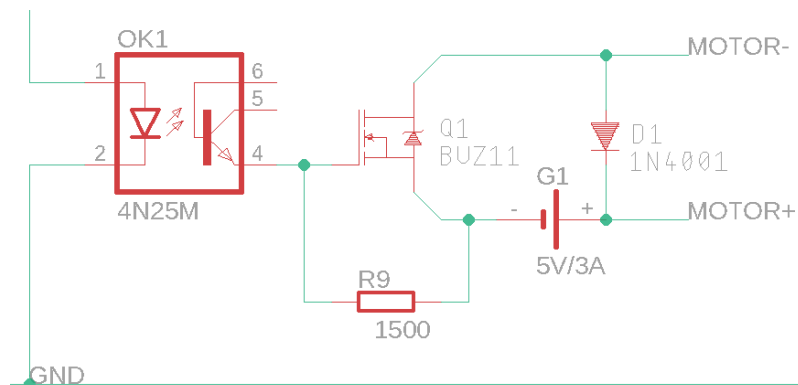 OK1
1
2
6
5
4
4N25M
Q1
BUZ11
MOTOR-
D1
1N4001
G1
- +
MOTOR+
5V/3A
R9
1500
GND